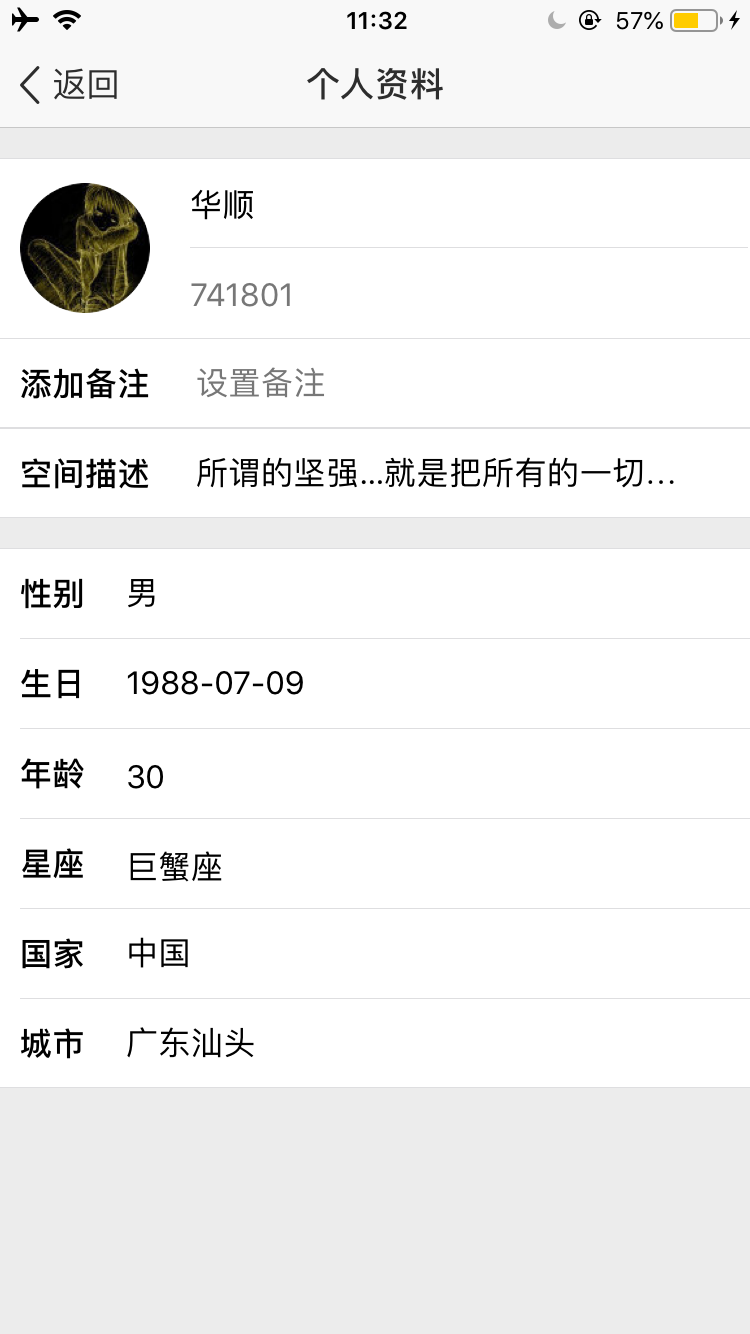 11:32
57%
返回
个人资料
华顺
741801
添加备注 设置备注
空间描述 所谓的坚强...就是把所有的一切...
性别 男
生日 1988-07-09
年龄 30
星座 巨蟹座
国家 中国
城市 广东汕头